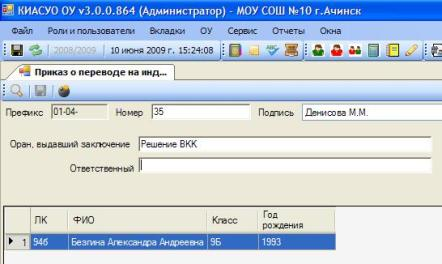 КИАСУО ОУ v3.0.0.864 (Администратор) - МОУ СОШ №10 г.Ачинск
Файл Роли и пользователи Вкладки ОУ Сервис Отчеты Окна
2008/2009 10 июня 2009 г. 15:24:08
Приказ о переводе на инд...
Префикс 01-04- Номер 35 Подпись Денисова М.М.
Оран, выдавший заключение Решение ВКК
Ответственный
ЛК ФИО Класс Год рождения
1 946 Безгина Александра Андреевна 9Б 1993